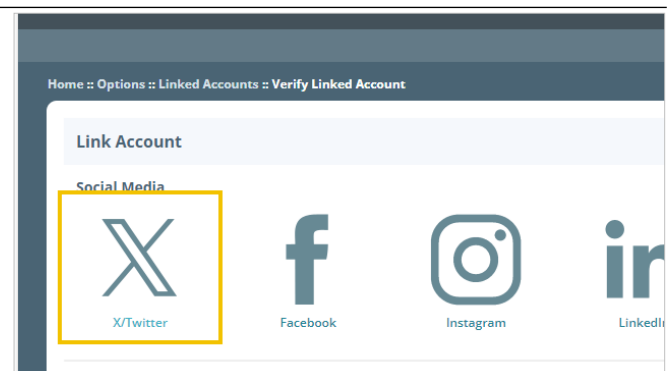 Home :: Options :: Linked Accounts :: Verify Linked Account
Link Account
Social Media
X/Twitter Facebook Instagram